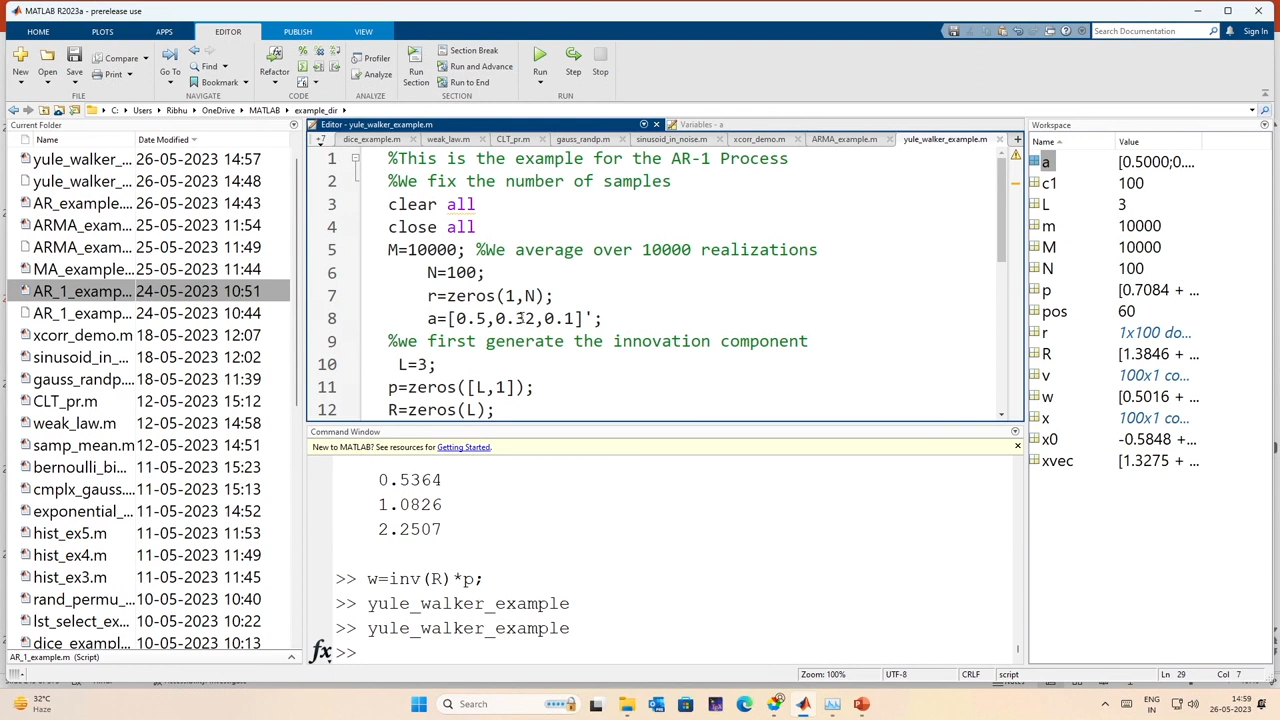 MATLAB R2023a - prerelease use
HOME PLOTS APPS EDITOR PUBLISH VIEW
Search Documentation Sign In
New Open Save Compare Print Go To Find Bookmark Refactor Profiler Analyze Run Section Section Break Run and Advance Run to End Run Step Stop
FILE NAVIGATE CODE ANALYZE SECTION RUN
C: Users Ribhu OneDrive MATLAB example_dir
Current Folder
Name Date Modified
yule_walker_... 26-05-2023 14:57
yule_walker_... 26-05-2023 14:48
AR_example... 26-05-2023 14:43
ARMA_exam... 25-05-2023 11:54
ARMA_exam... 25-05-2023 11:49
MA_example... 25-05-2023 11:44
AR_1_examp... 24-05-2023 10:51
AR_1_examp... 24-05-2023 10:44
xcorr_demo.m 18-05-2023 12:07
sinusoid_in_... 18-05-2023 12:02
gauss_randp... 18-05-2023 11:39
CLT_pr.m 12-05-2023 15:12
weak_law.m 12-05-2023 14:58
samp_mean.m 12-05-2023 14:51
bernoulli_bi... 11-05-2023 15:23
cmplx_gauss... 11-05-2023 15:13
exponential_... 11-05-2023 14:52
hist_ex5.m 11-05-2023 11:53
hist_ex4.m 11-05-2023 11:49
hist_ex3.m 11-05-2023 11:45
rand_permu_... 10-05-2023 10:40
lst_select_ex... 10-05-2023 10:22
dice_exampl... 10-05-2023 10:13
AR_1_example.m (Script)
Editor - yule_walker_example.m Variables - a
+7 dice_example.m weak_law.m CLT_pr.m gauss_randp.m sinusoid_in_noise.m xcorr_demo.m ARMA_example.m yule_walker_example.m
1 %This is the example for the AR-1 Process
2 %We fix the number of samples
3 clear all
4 close all
5 M=10000; %We average over 10000 realizations
6 N=100;
7 r=zeros(1,N);
8 a=[0.5,0.32,0.1]';
9 %we first generate the innovation component
10 L=3;
11 p=zeros([L,1]);
12 R=zeros(L);
Command Window
New to MATLAB? See resources for Getting Started.
0.5364
1.0826
2.2507
>> w=inv(R)*p;
>> yule_walker_example
>> yule_walker_example
fx >>
Workspace
Name Value
a [0.5000;0....
c1 100
L 3
m 10000
M 10000
N 100
p [0.7084 + ...
pos 60
r 1x100 do...
R [1.3846 + ...
v 100x1 co...
w [0.5016 + ...
x 100x1 co...
x0 -0.5848 +...
xvec [1.3275 + ...
Zoom: 100% UTF-8 CRLF script Ln 29 Col 7
32°C
Haze
Search
ENG
IN
14:59
26-05-2023